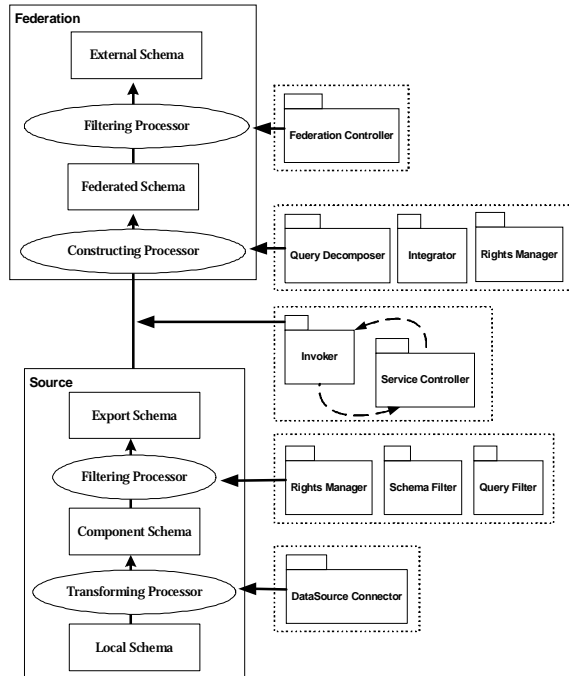 Federation
External Schema
Filtering Processor
Federation Controller
Federated Schema
Constructing Processor
Query Decomposer
Integrator
Rights Manager
Invoker
Service Controller
Source
Export Schema
Filtering Processor
Rights Manager
Schema Filter
Query Filter
Component Schema
Transforming Processor
DataSource Connector
Local Schema